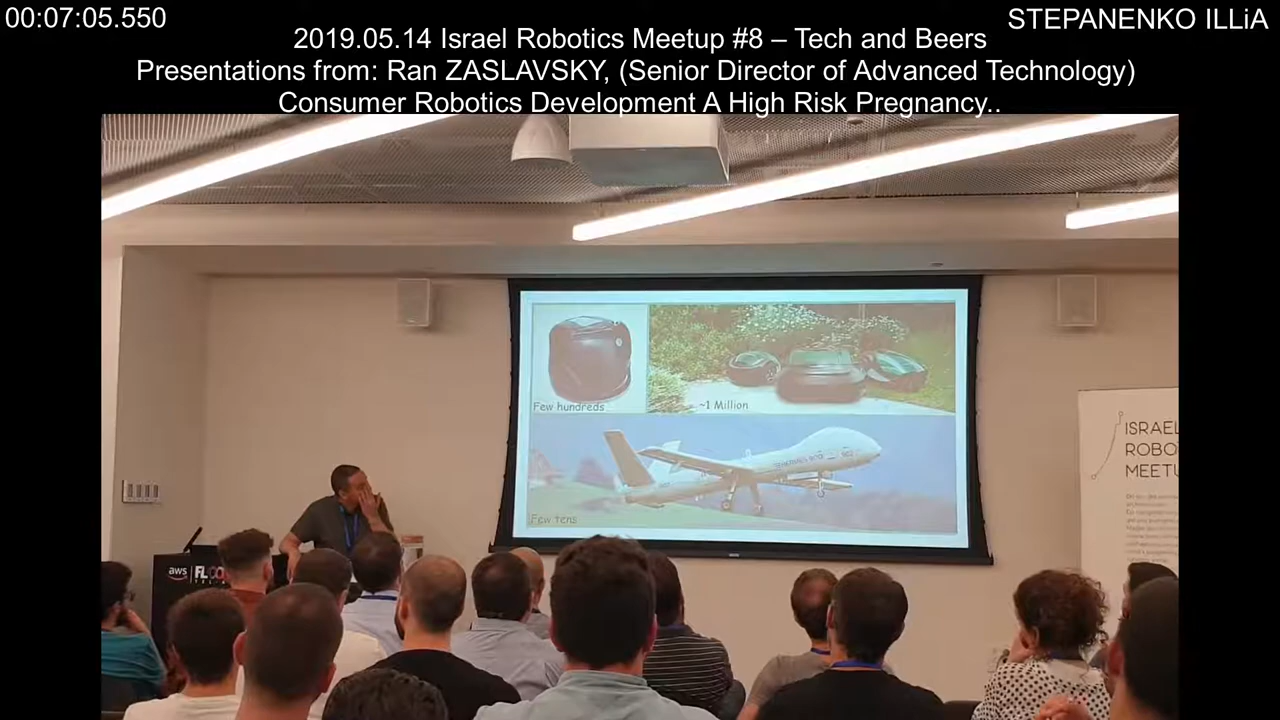 00:07:05.550
STEPANENKO ILLiA
2019.05.14 Israel Robotics Meetup #8 – Tech and Beers
Presentations from: Ran ZASLAVSKY, (Senior Director of Advanced Technology)
Consumer Robotics Development A High Risk Pregnancy..
Few hundreds
~1 Million
Few tens
ISRAEL
ROBO
MEETU
aws